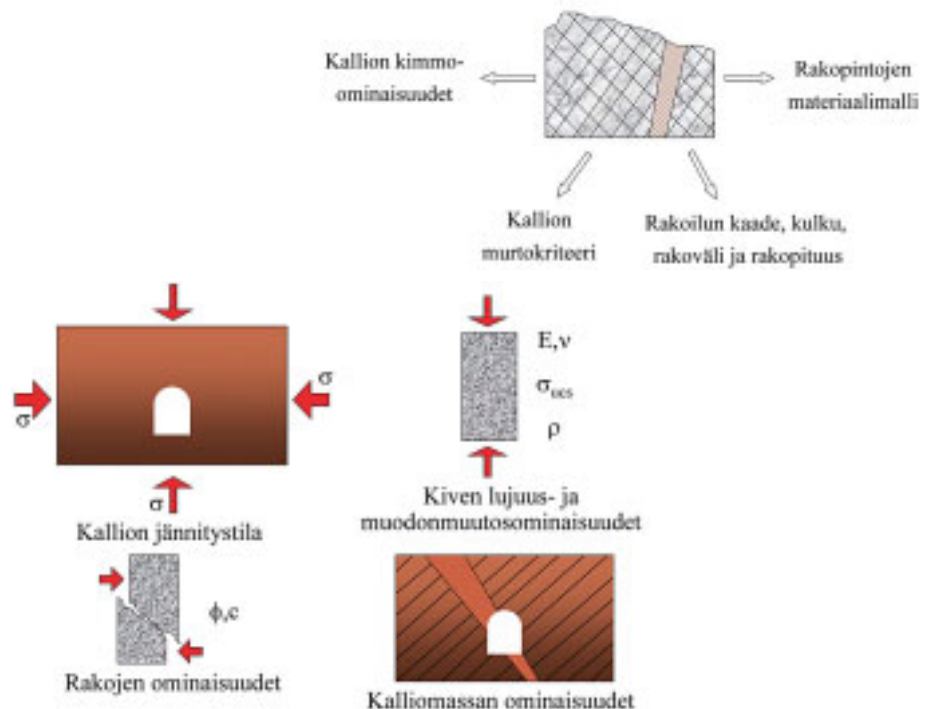 Kallion kimmo-
ominaisuudet
Rakopintojen
materiaalimalli
Kallion
murtokriteeri
Rakoilun kaade, kulku,
rakoväli ja rakopituus
σ
σ
σ
Kallion jännitystila
E,ν
σucs
ρ
Kiven lujuus- ja
muodonmuutosominaisuudet
ϕ,c
Rakojen ominaisuudet
Kalliomassan ominaisuudet